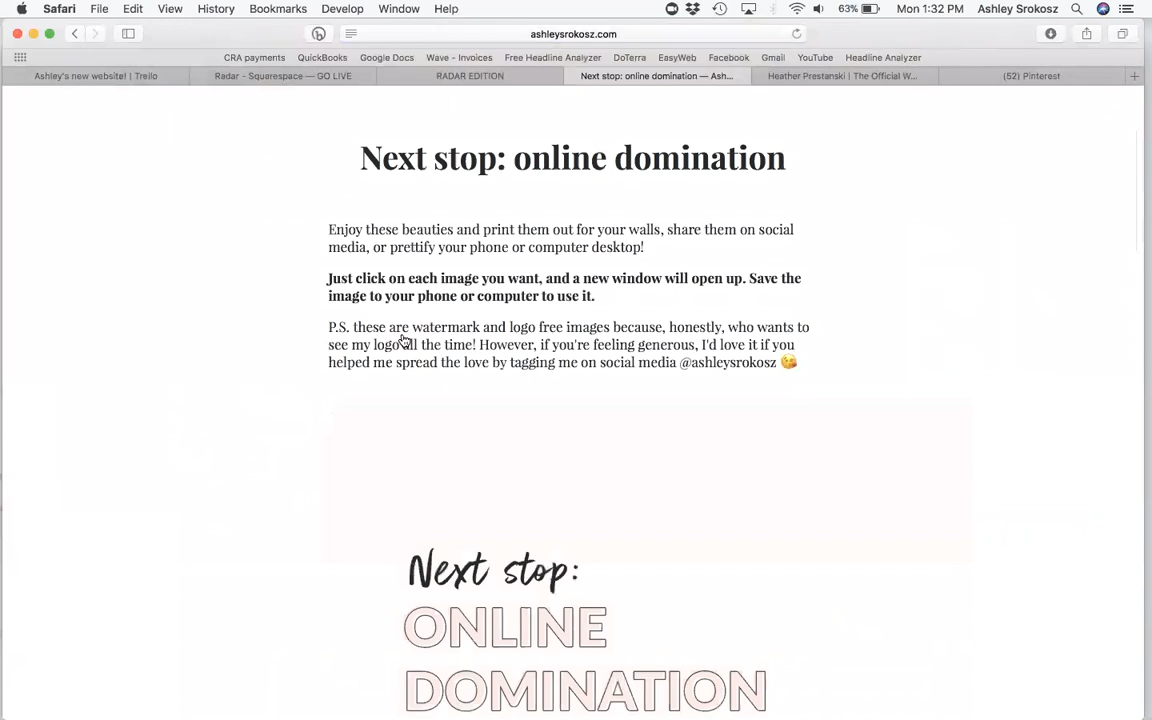 Safari File Edit View History Bookmarks Develop Window Help 63% Mon 1:32 PM Ashley Srokosz
ashleysrokosz.com
CRA payments QuickBooks Google Docs Wave - Invoices Free Headline Analyzer DoTerra EasyWeb Facebook Gmail YouTube Headline Analyzer
Ashley's new website! | Trello Radar - Squarespace — GO LIVE RADAR EDITION Next stop: online domination — Ash... Heather Prestanski | The Official W... (52) Pinterest
Next stop: online domination
Enjoy these beauties and print them out for your walls, share them on social
media, or prettify your phone or computer desktop!
Just click on each image you want, and a new window will open up. Save the
image to your phone or computer to use it.
P.S. these are watermark and logo free images because, honestly, who wants to
see my logo all the time! However, if you're feeling generous, I'd love it if you
helped me spread the love by tagging me on social media @ashleysrokosz 😘
Next stop:
ONLINE
DOMINATION